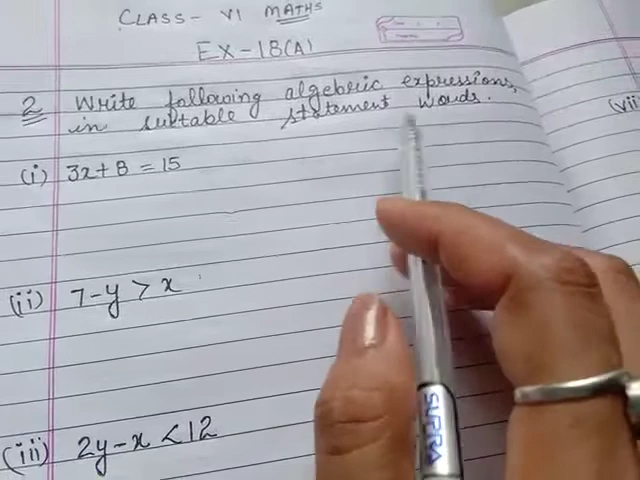 CLASS - VI MATHS
EX-18(A)
2 Write following algebric expressions,
in suitable statement words.
(i) 3x+8 = 15
(vii)
(ii) 7-y > x
(iii) 2y-x < 12
SUPRA